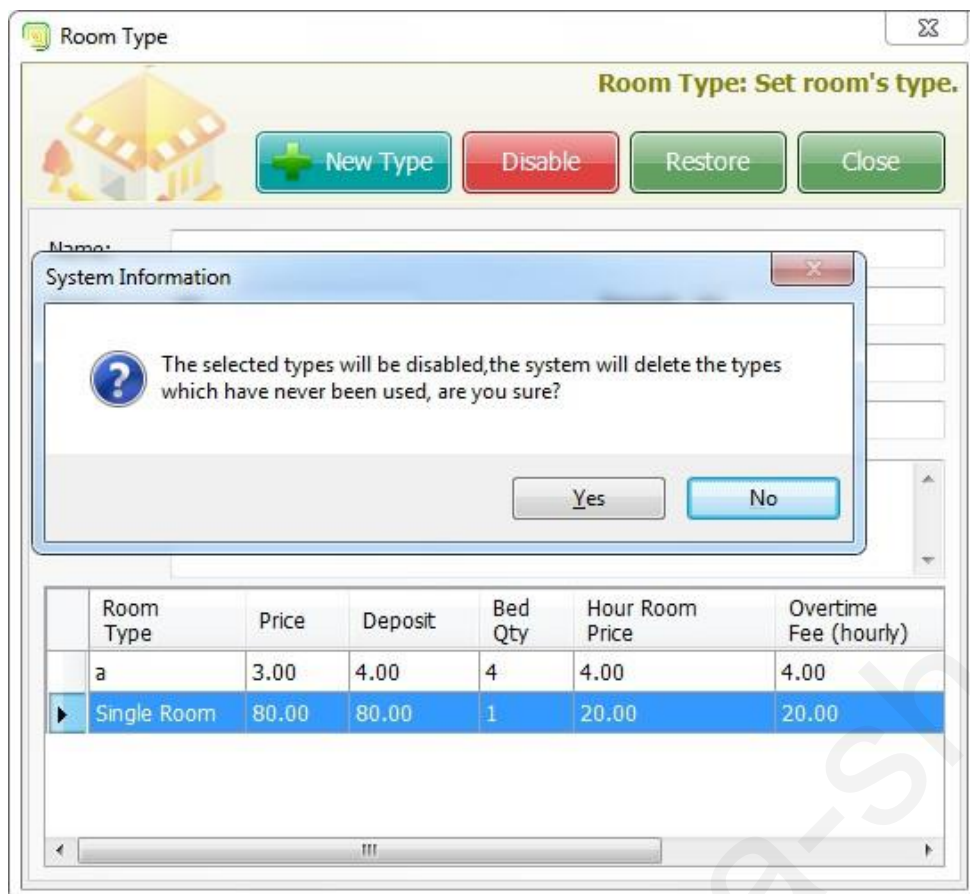 Room Type
Room Type: Set room's type.
New Type Disable Restore Close
Name:
System Information
The selected types will be disabled,the system will delete the types
which have never been used, are you sure?
Yes No
Room Type Price Deposit Bed Qty Hour Room Price Overtime Fee (hourly)
a 3.00 4.00 4 4.00 4.00
Single Room 80.00 80.00 1 20.00 20.00